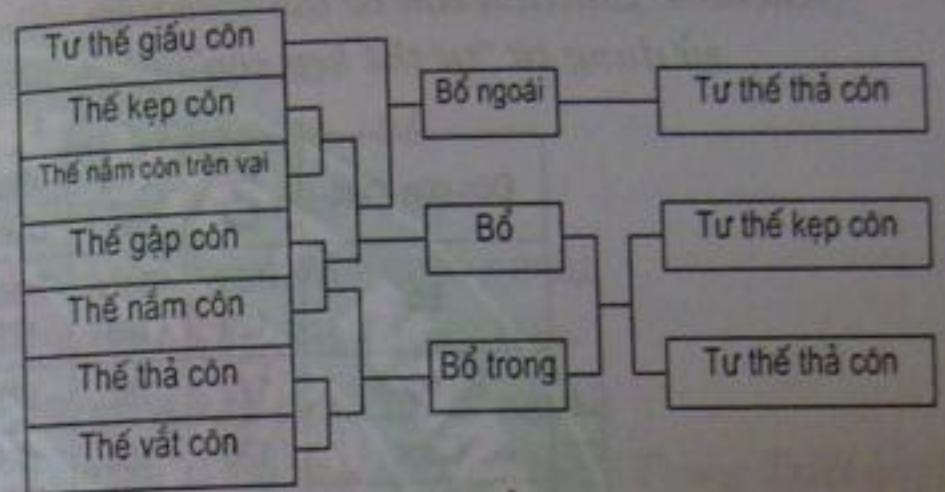 Tư thế giấu côn
Thế kẹp côn
Thế nắm côn trên vai
Thế gập côn
Thế nắm côn
Thế thả côn
Thế vắt côn
Bổ ngoài
Bổ
Bổ trong
Tư thế thả côn
Tư thế kẹp côn
Tư thế thả côn